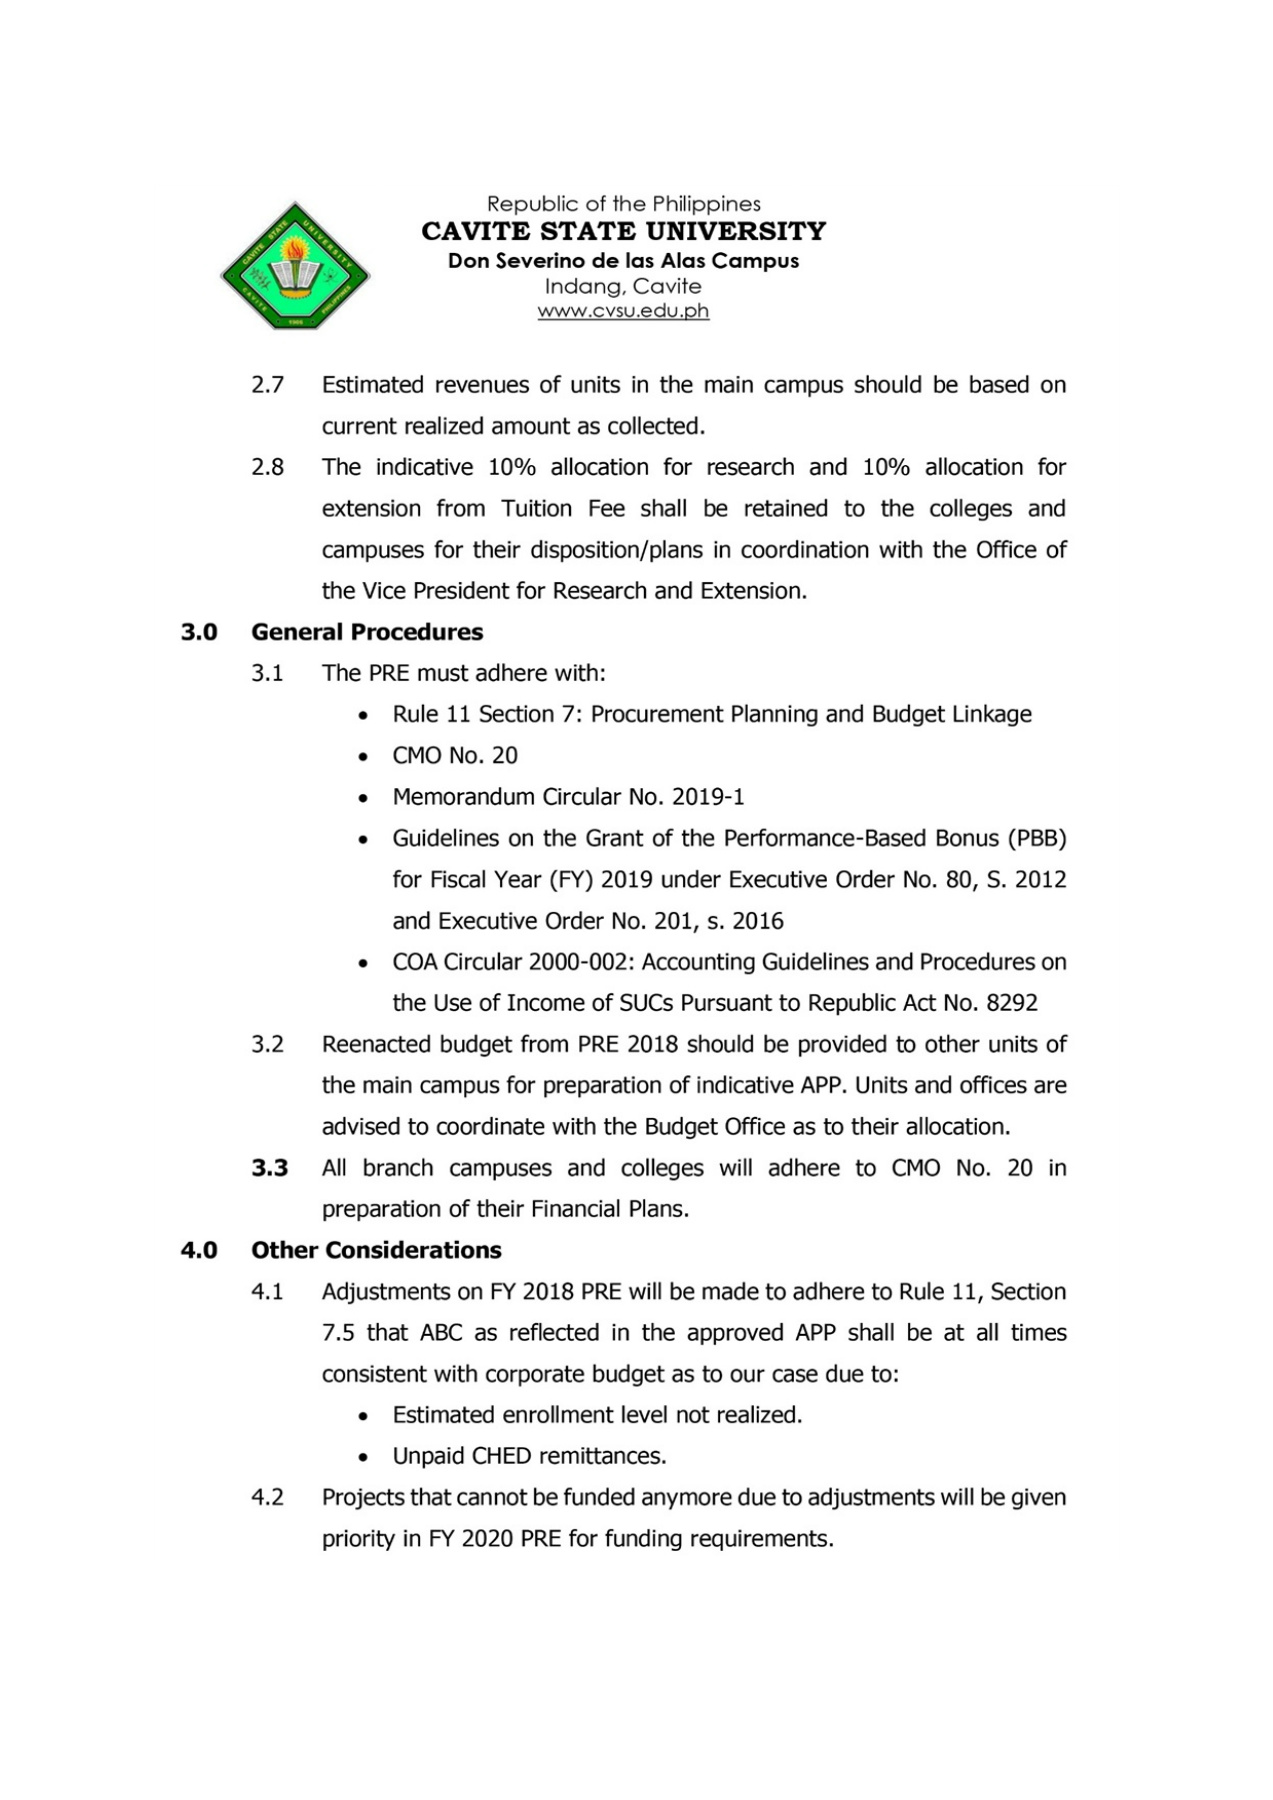 Republic of the Philippines
CAVITE STATE UNIVERSITY
Don Severino de las Alas Campus
Indang, Cavite
www.cvsu.edu.ph
CAVITE STATE UNIVERSITY
CAVITE PHILIPPINES
2.7 Estimated revenues of units in the main campus should be based on
current realized amount as collected.
2.8 The indicative 10% allocation for research and 10% allocation for
extension from Tuition Fee shall be retained to the colleges and
campuses for their disposition/plans in coordination with the Office of
the Vice President for Research and Extension.
3.0 General Procedures
3.1 The PRE must adhere with:
• Rule 11 Section 7: Procurement Planning and Budget Linkage
• CMO No. 20
• Memorandum Circular No. 2019-1
• Guidelines on the Grant of the Performance-Based Bonus (PBB)
for Fiscal Year (FY) 2019 under Executive Order No. 80, S. 2012
and Executive Order No. 201, s. 2016
• COA Circular 2000-002: Accounting Guidelines and Procedures on
the Use of Income of SUCs Pursuant to Republic Act No. 8292
3.2 Reenacted budget from PRE 2018 should be provided to other units of
the main campus for preparation of indicative APP. Units and offices are
advised to coordinate with the Budget Office as to their allocation.
3.3 All branch campuses and colleges will adhere to CMO No. 20 in
preparation of their Financial Plans.
4.0 Other Considerations
4.1 Adjustments on FY 2018 PRE will be made to adhere to Rule 11, Section
7.5 that ABC as reflected in the approved APP shall be at all times
consistent with corporate budget as to our case due to:
• Estimated enrollment level not realized.
• Unpaid CHED remittances.
4.2 Projects that cannot be funded anymore due to adjustments will be given
priority in FY 2020 PRE for funding requirements.